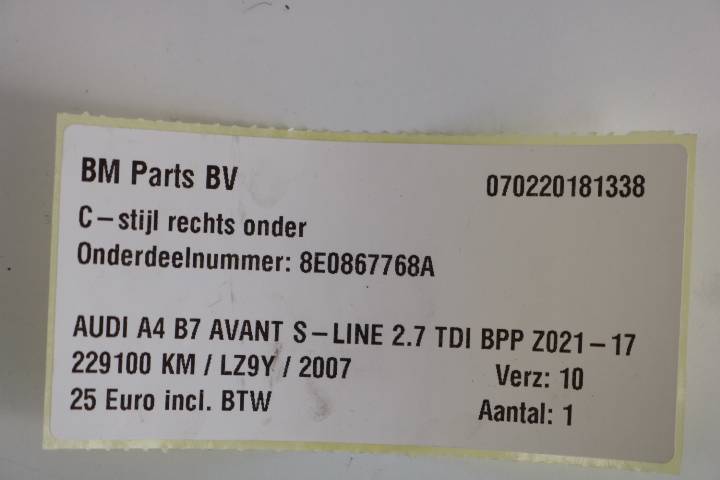 BM Parts BV 070220181338
C-stijl rechts onder
Onderdeelnummer: 8E0867768A
AUDI A4 B7 AVANT S-LINE 2.7 TDI BPP Z021-17
229100 KM / LZ9Y / 2007 Verz: 10
25 Euro incl. BTW Aantal: 1